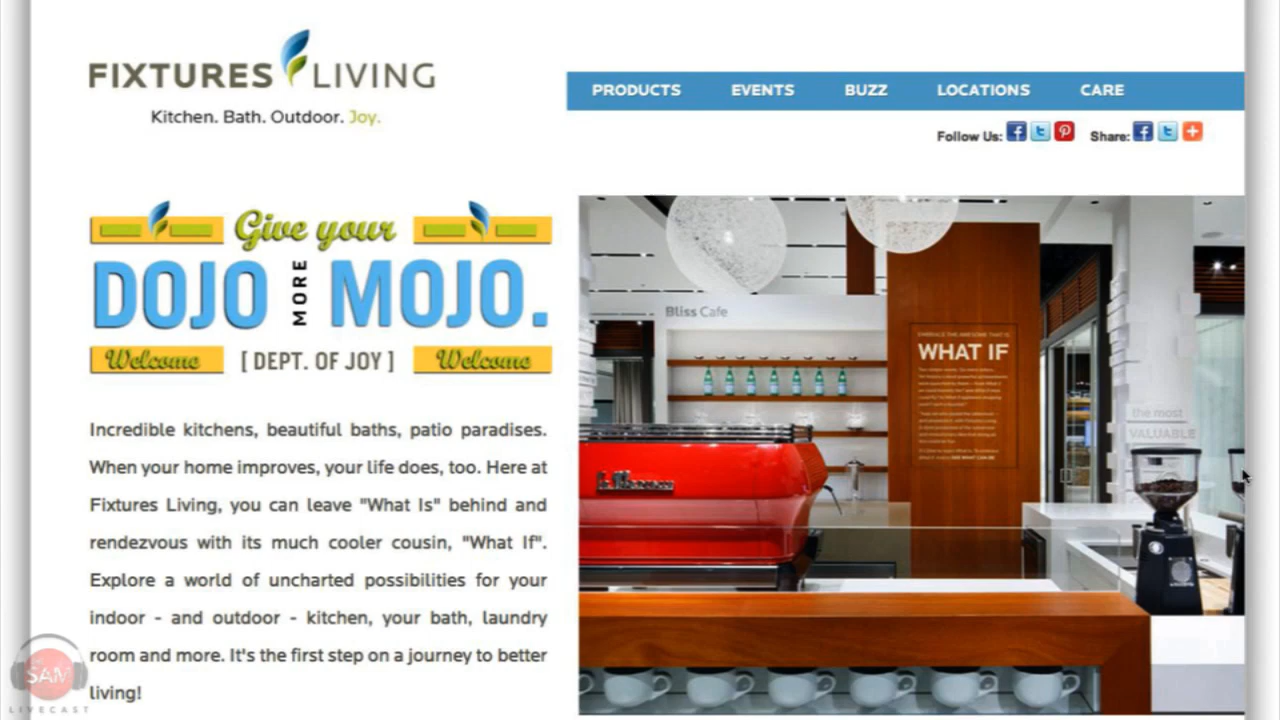 FIXTURES LIVING
Kitchen. Bath. Outdoor. Joy.
PRODUCTS EVENTS BUZZ LOCATIONS CARE
Follow Us: Share:
Give your
DOJO MORE MOJO.
Welcome [ DEPT. OF JOY ] Welcome
Incredible kitchens, beautiful baths, patio paradises.
When your home improves, your life does, too. Here at
Fixtures Living, you can leave "What Is" behind and
rendezvous with its much cooler cousin, "What If".
Explore a world of uncharted possibilities for your
indoor - and outdoor - kitchen, your bath, laundry
room and more. It's the first step on a journey to better
living!
Bliss Cafe
WHAT IF
the most
VALUABLE
SAM
LIVECAST